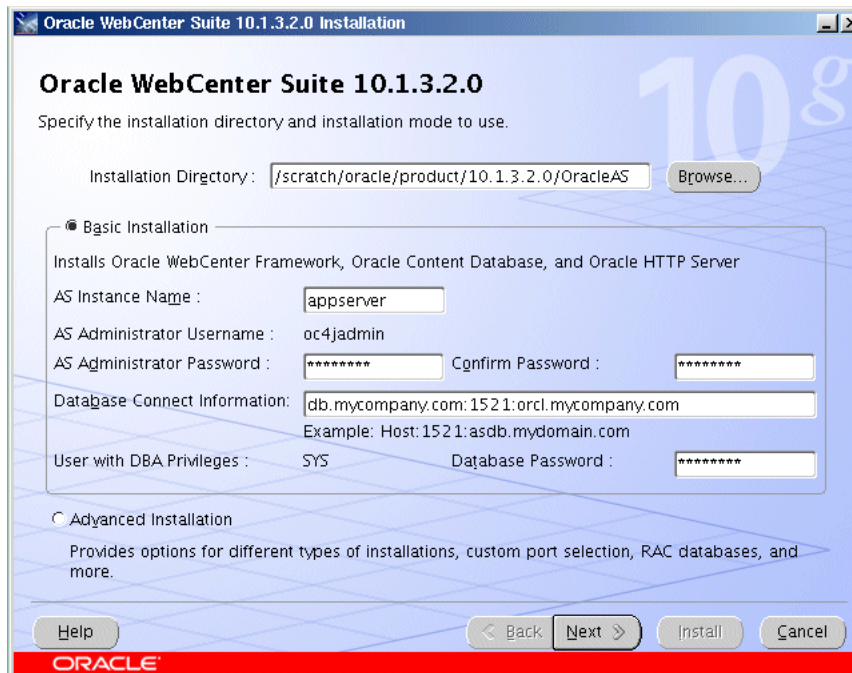 Oracle WebCenter Suite 10.1.3.2.0 Installation
10g
Oracle WebCenter Suite 10.1.3.2.0
Specify the installation directory and installation mode to use.
Installation Directory : /scratch/oracle/product/10.1.3.2.0/OracleAS Browse...
Basic Installation
Installs Oracle WebCenter Framework, Oracle Content Database, and Oracle HTTP Server
AS Instance Name : appserver
AS Administrator Username : oc4jadmin
AS Administrator Password : ******** Confirm Password : ********
Database Connect Information: db.mycompany.com:1521:orcl.mycompany.com
Example: Host:1521:asdb.mydomain.com
User with DBA Privileges : SYS Database Password : ********
Advanced Installation
Provides options for different types of installations, custom port selection, RAC databases, and
more.
Help Back Next Install Cancel
ORACLE